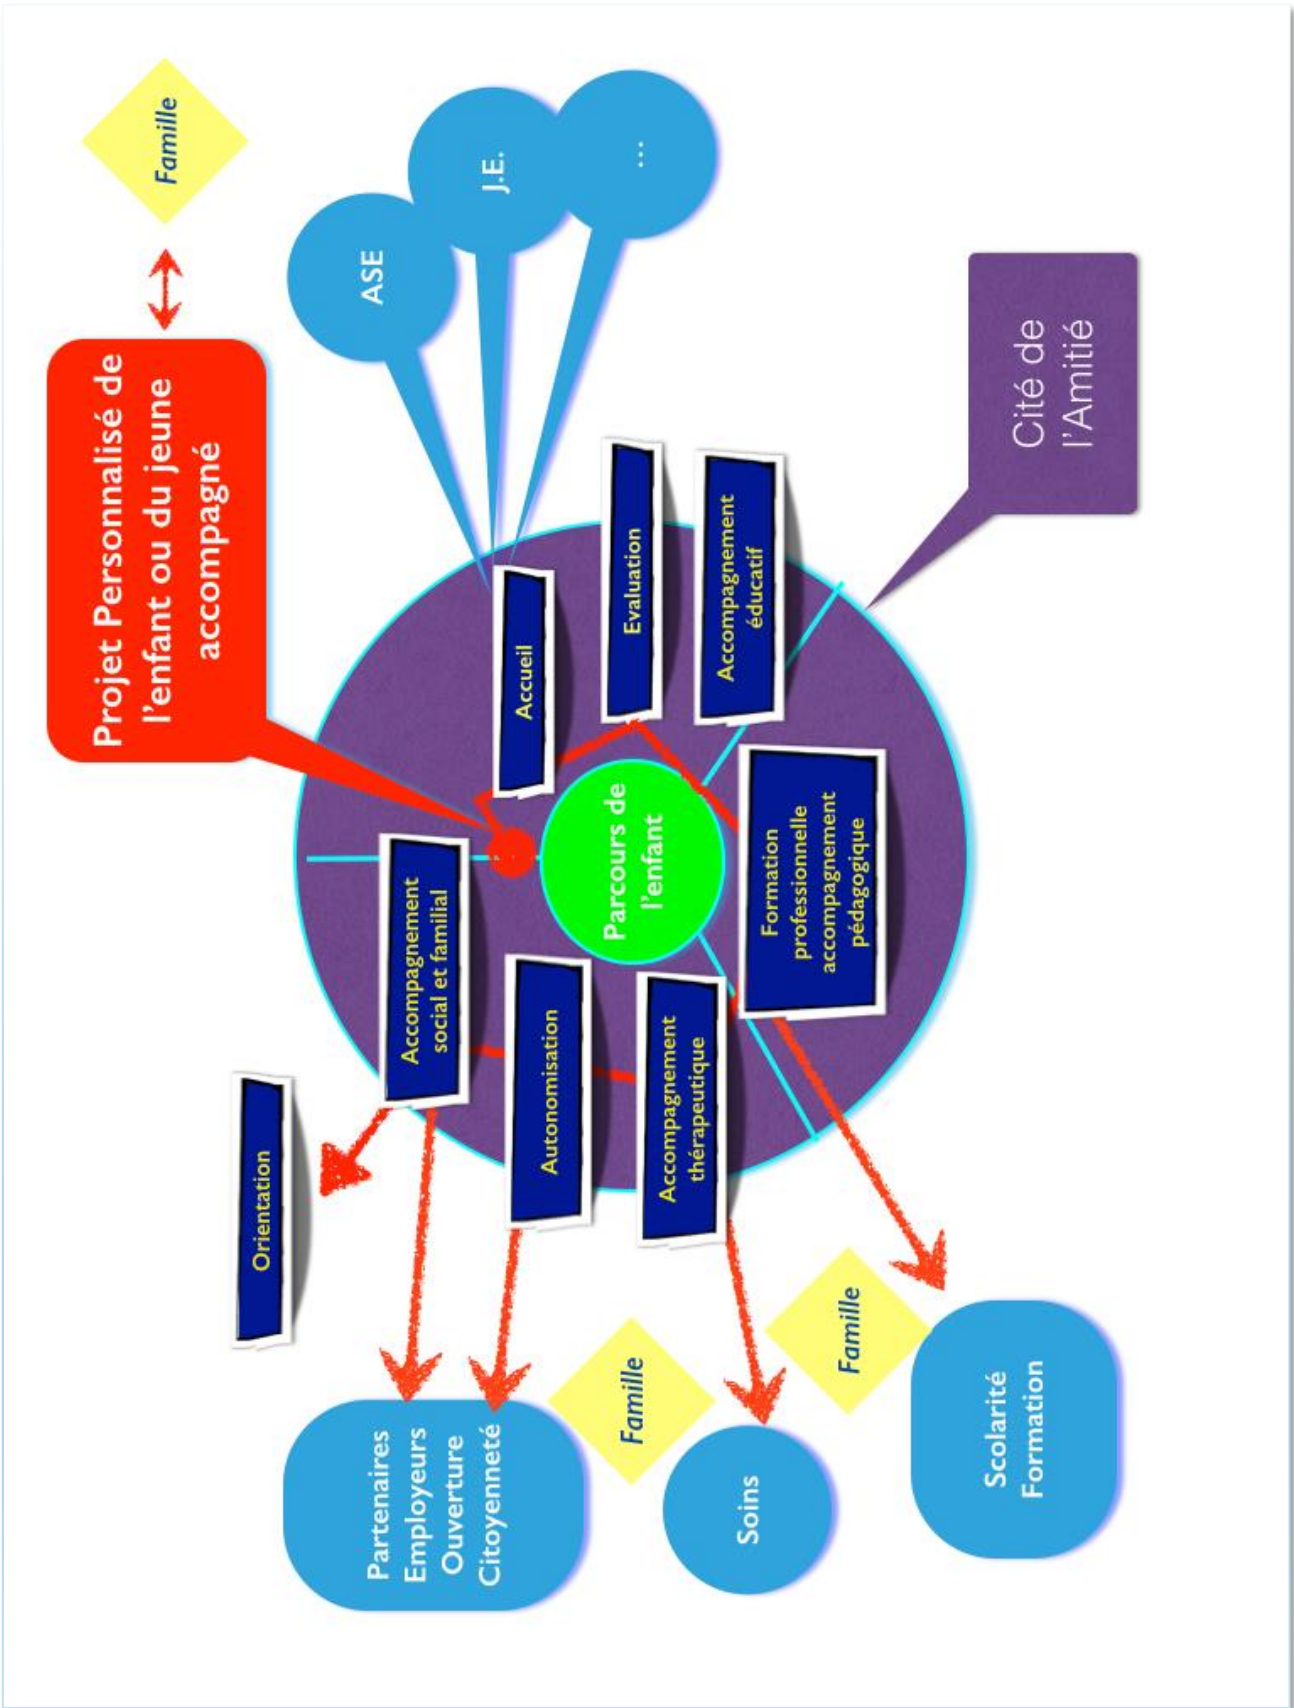 Projet Personnalisé de
l'enfant ou du jeune
accompagné
Famille
Orientation
ASE
Partenaires
Employeurs
Ouverture
Citoyenneté
Accompagnement
social et familial
J.E.
Accueil
Autonomisation
Famille
Parcours de
l'enfant
Evaluation
...
Accompagnement
thérapeutique
Accompagnement
éducatif
Soins
Formation
professionnelle
accompagnement
pédagogique
Famille
Scolarité
Formation
Cité de
l'Amitié